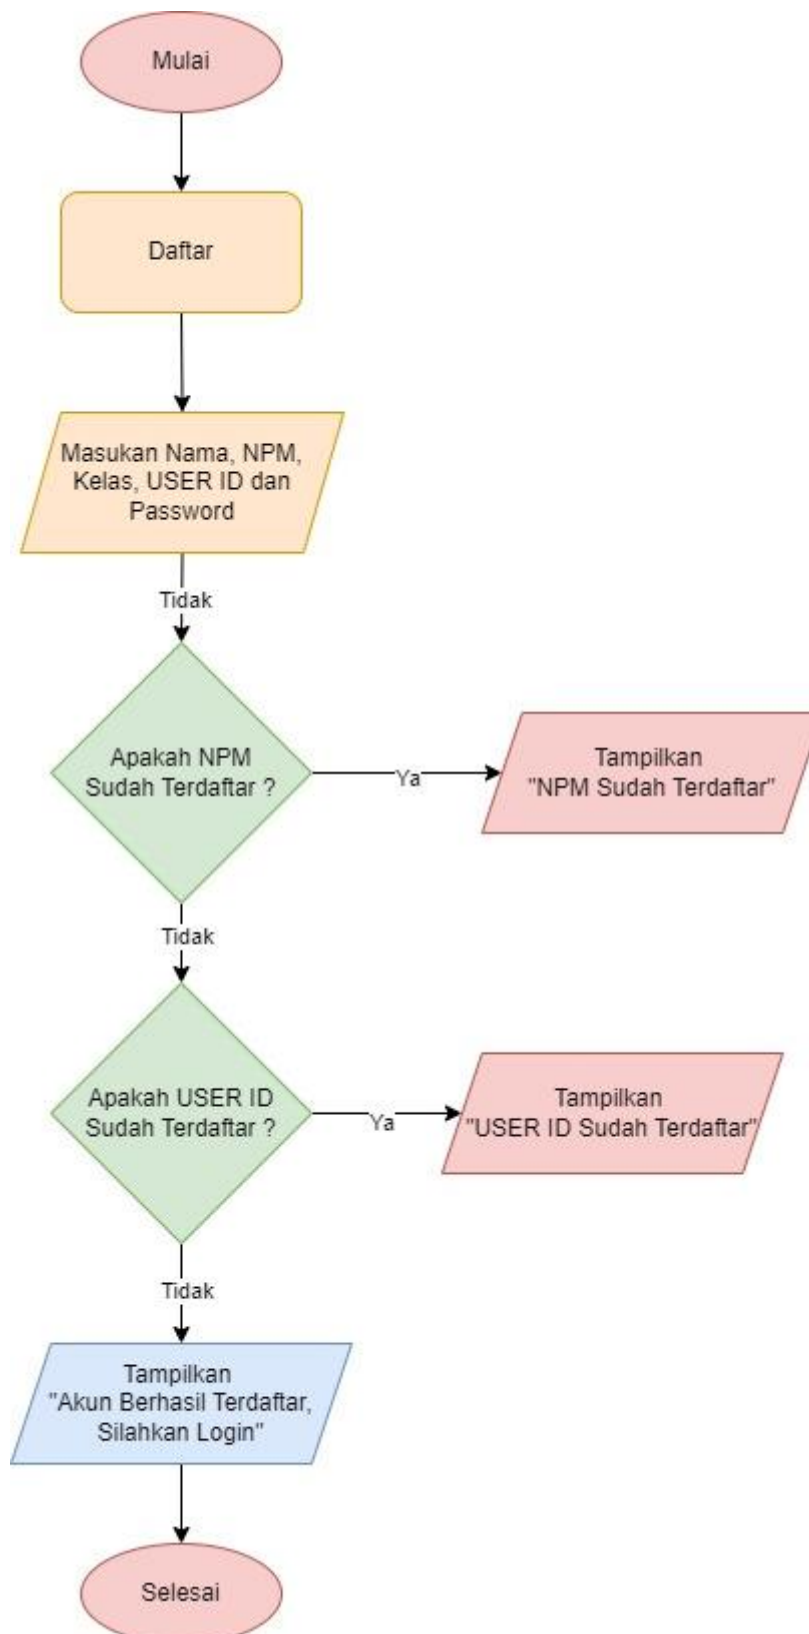 Mulai
Daftar
Masukan Nama, NPM,
Kelas, USER ID dan
Password
Tidak
Apakah NPM
Sudah Terdaftar ?
Ya
Tampilkan
"NPM Sudah Terdaftar"
Tidak
Apakah USER ID
Sudah Terdaftar ?
Ya
Tampilkan
"USER ID Sudah Terdaftar"
Tidak
Tampilkan
"Akun Berhasil Terdaftar,
Silahkan Login"
Selesai